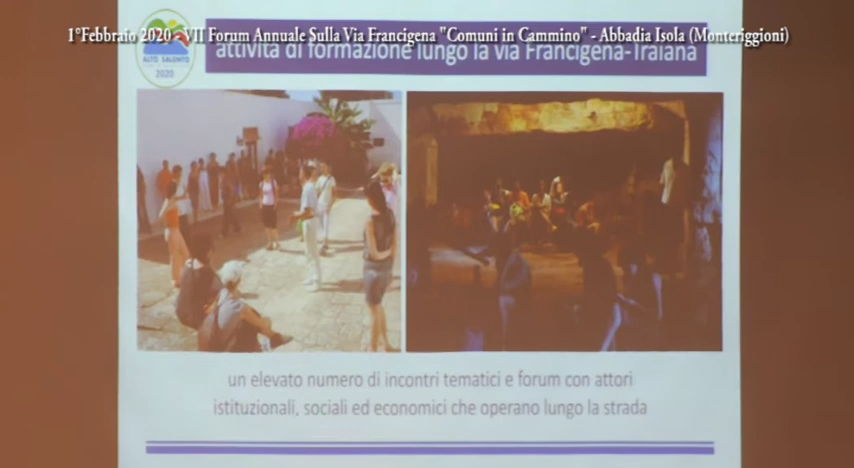 1°Febbraio 2020 - VII Forum Annuale Sulla Via Francigena "Comuni in Cammino" - Abbadia Isola (Monteriggioni)
attività di formazione lungo la via Francigena-Traiana
ALTO SALENTO
2020
un elevato numero di incontri tematici e forum con attori
istituzionali, sociali ed economici che operano lungo la strada